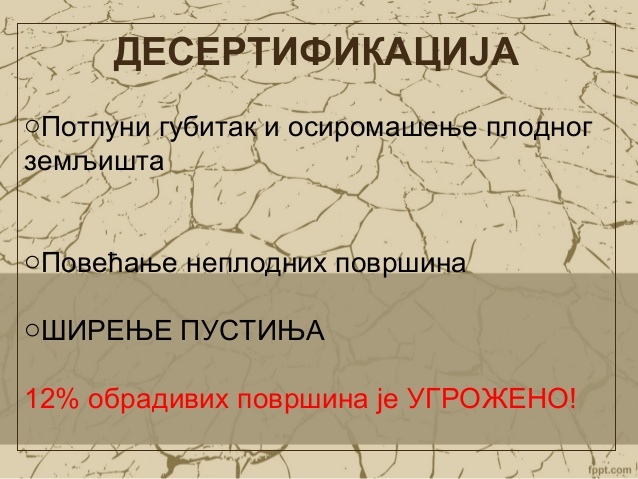 ДЕСЕРТИФИКАЦИЈА
○Потпуни губитак и осиромашење плодног
земљишта
○Повећање неплодних површина
○ШИРЕЊЕ ПУСТИЊА
12% обрадивих површина је УГРОЖЕНО!
fppt.com